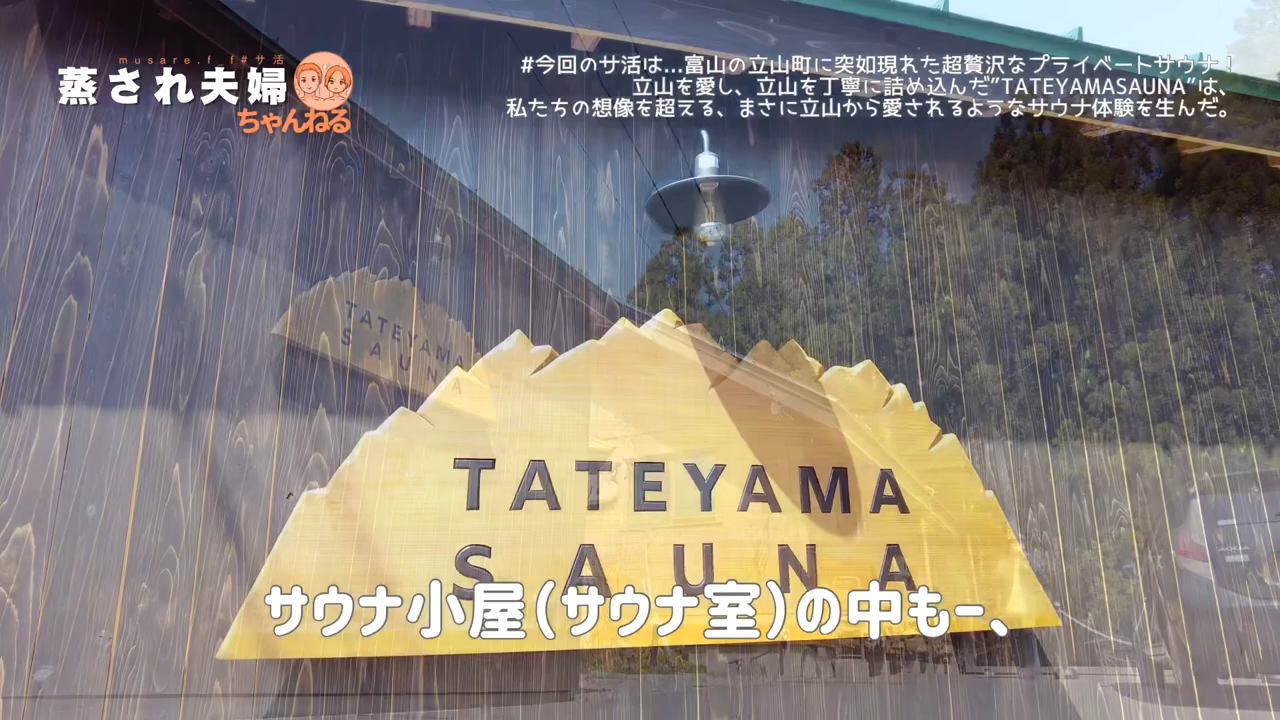 musare.f_f#サ活
蒸され夫婦
ちゃんねる
#今回のサ活は...富山の立山町に突如現れた超贅沢なプライベートサウナ！
立山を愛し、立山を丁寧に詰め込んだ”TATEYAMASAUNA”は、
私たちの想像を超える、まさに立山から愛されるようなサウナ体験を生んだ。
TATEYAMA
SAUNA
TATEYAMA
SAUNA
AQUA
サウナ小屋(サウナ室)の中もー、